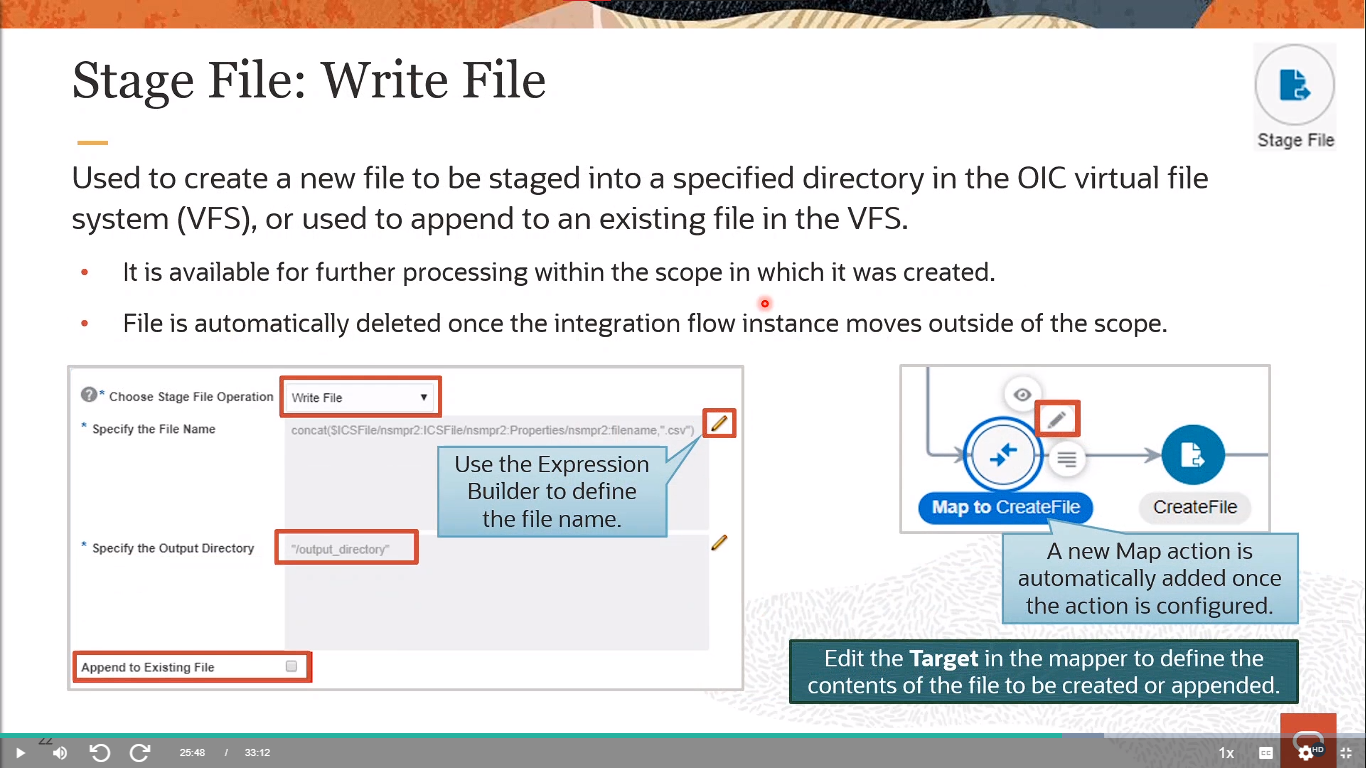 Stage File: Write File
Stage File
Used to create a new file to be staged into a specified directory in the OIC virtual file
system (VFS), or used to append to an existing file in the VFS.
• It is available for further processing within the scope in which it was created.
• File is automatically deleted once the integration flow instance moves outside of the scope.
? * Choose Stage File Operation Write File
* Specify the File Name concat($ICSFile/nsmpr2:ICSFile/nsmpr2:Properties/nsmpr2:filename,".csv")
Use the Expression
Builder to define
the file name.
* Specify the Output Directory "/output_directory"
Append to Existing File
Map to CreateFile
CreateFile
A new Map action is
automatically added once
the action is configured.
Edit the Target in the mapper to define the
contents of the file to be created or appended.
22
25:48 / 33:12
1x
CC
HD